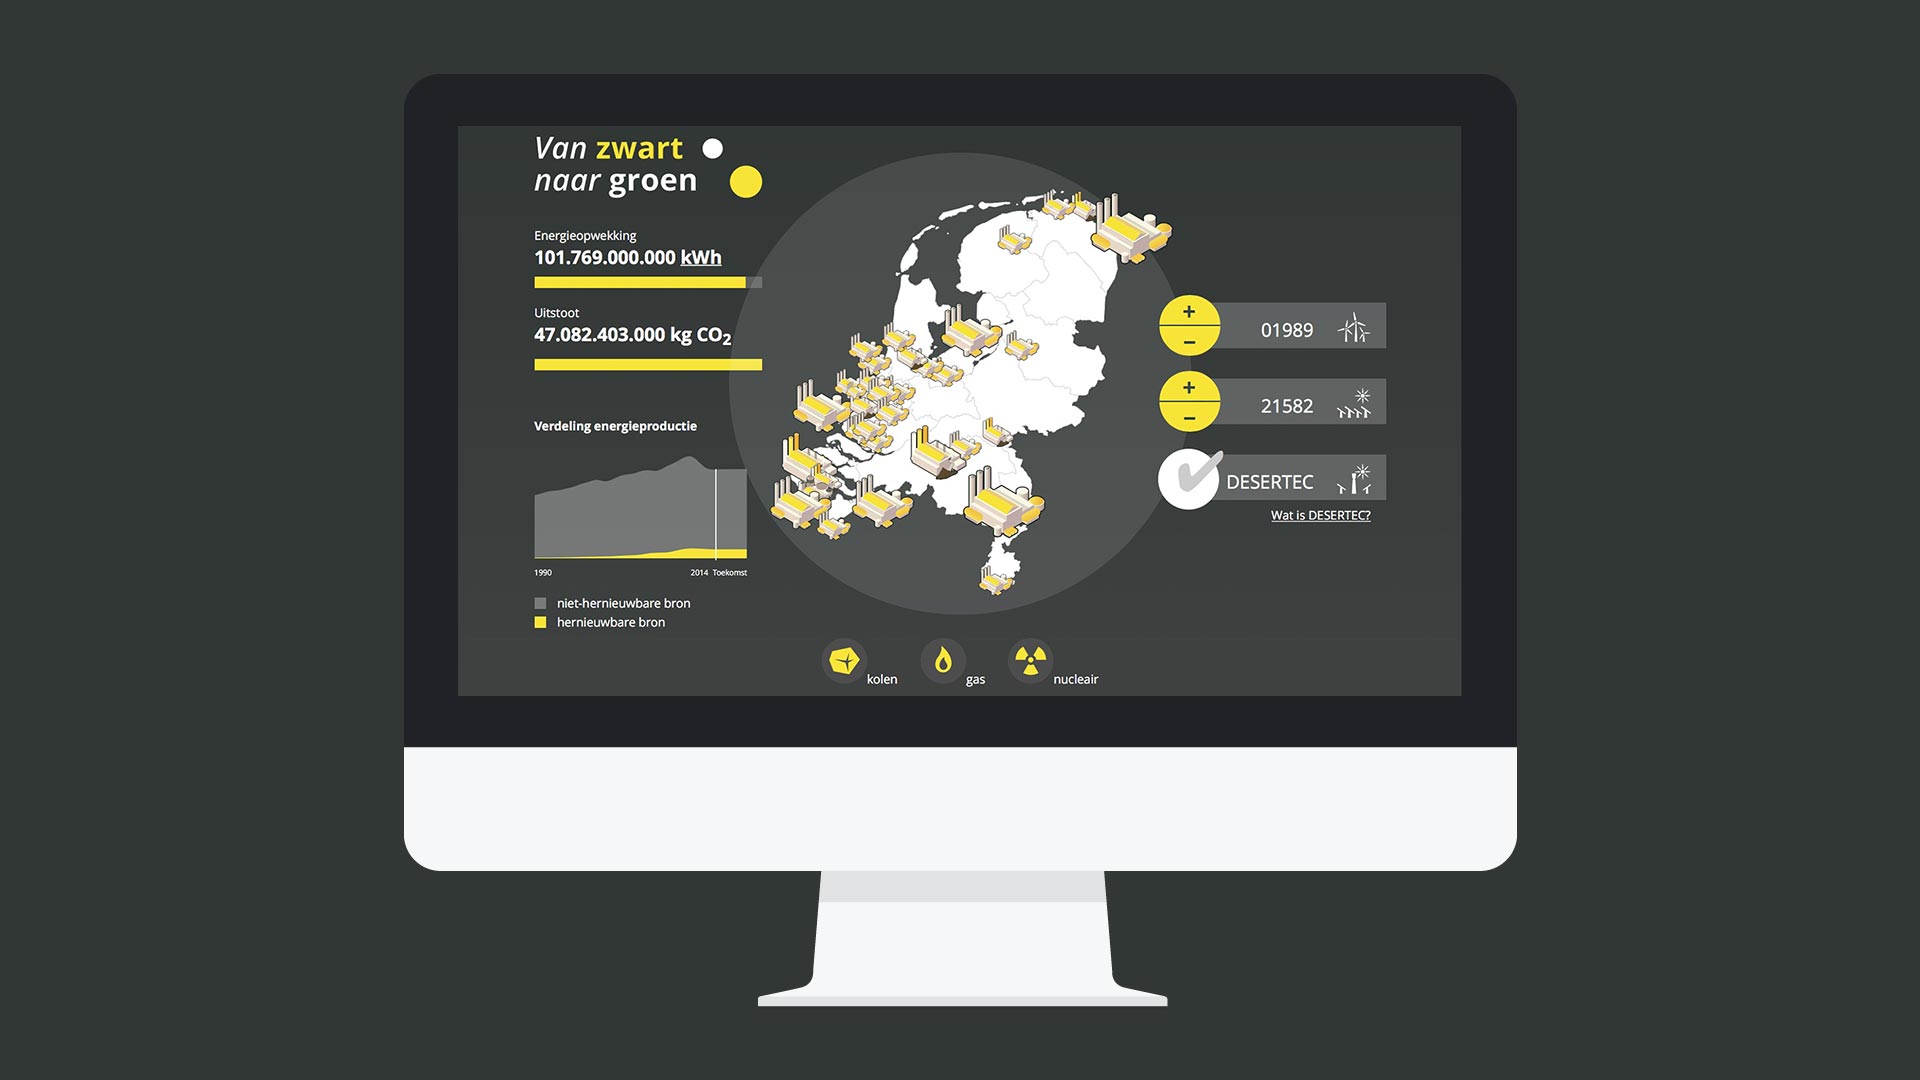 Van zwart
naar groen
Energieopwekking
101.769.000.000 kWh
Uitstoot
47.082.403.000 kg CO2
Verdeling energieproductie
1990
2014 Toekomst
niet-hernieuwbare bron
hernieuwbare bron
+
−
01989
+
−
21582
DESERTEC
Wat is DESERTEC?
kolen
gas
nucleair